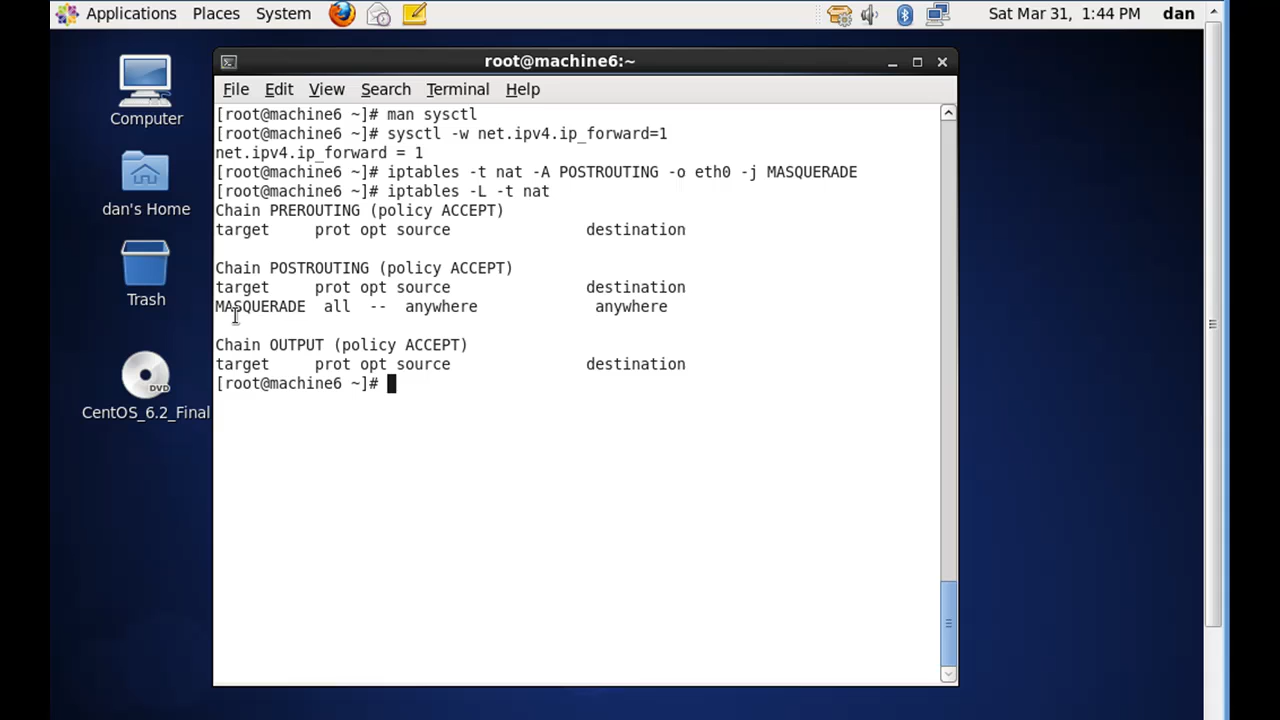 Applications Places System Sat Mar 31, 1:44 PM dan
root@machine6:~
File Edit View Search Terminal Help
[root@machine6 ~]# man sysctl
[root@machine6 ~]# sysctl -w net.ipv4.ip_forward=1
net.ipv4.ip_forward = 1
[root@machine6 ~]# iptables -t nat -A POSTROUTING -o eth0 -j MASQUERADE
[root@machine6 ~]# iptables -L -t nat
Chain PREROUTING (policy ACCEPT)
target     prot opt source               destination
Chain POSTROUTING (policy ACCEPT)
target     prot opt source               destination
MASQUERADE  all  --  anywhere             anywhere
Chain OUTPUT (policy ACCEPT)
target     prot opt source               destination
[root@machine6 ~]#
Computer
dan's Home
Trash
DVD
CentOS_6.2_Final